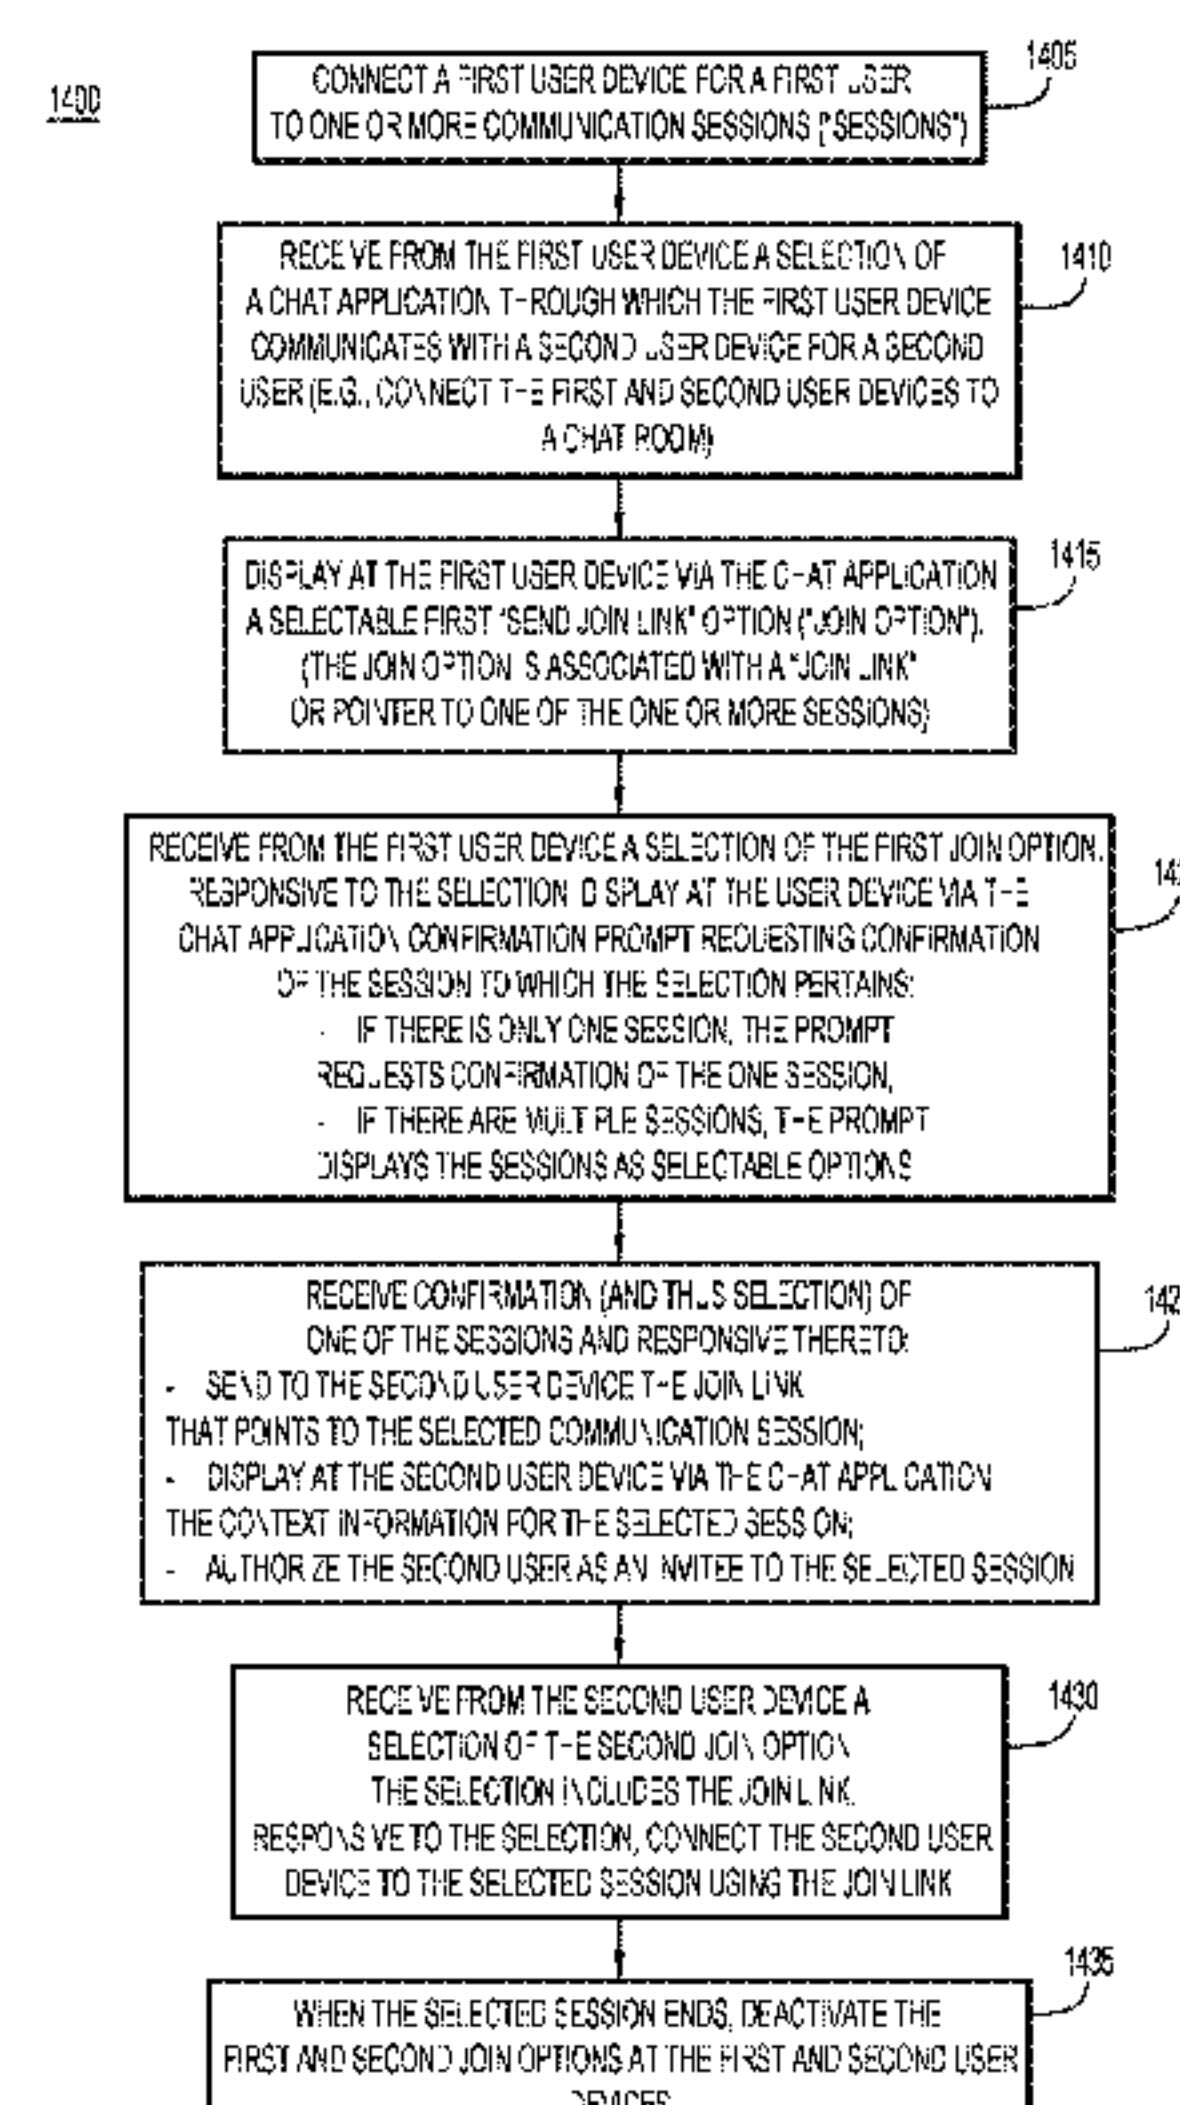 1400
1405
CONNECT A FIRST USER DEVICE FOR A FIRST USER
TO ONE OR MORE COMMUNICATION SESSIONS ("SESSIONS")
1410
RECEIVE FROM THE FIRST USER DEVICE A SELECTION OF
A CHAT APPLICATION THROUGH WHICH THE FIRST USER DEVICE
COMMUNICATES WITH A SECOND USER DEVICE FOR A SECOND
USER (E.G., CONNECT THE FIRST AND SECOND USER DEVICES TO
A CHAT ROOM)
1415
DISPLAY AT THE FIRST USER DEVICE VIA THE CHAT APPLICATION
A SELECTABLE FIRST "SEND JOIN LINK" OPTION ("JOIN OPTION").
(THE JOIN OPTION IS ASSOCIATED WITH A "JOIN LINK"
OR POINTER TO ONE OF THE ONE OR MORE SESSIONS)
RECEIVE FROM THE FIRST USER DEVICE A SELECTION OF THE FIRST JOIN OPTION.
RESPONSIVE TO THE SELECTION DISPLAY AT THE USER DEVICE VIA THE
CHAT APPLICATION CONFIRMATION PROMPT REQUESTING CONFIRMATION
OF THE SESSION TO WHICH THE SELECTION PERTAINS:
- IF THERE IS ONLY ONE SESSION, THE PROMPT
REQUESTS CONFIRMATION OF THE ONE SESSION,
- IF THERE ARE MULTIPLE SESSIONS, THE PROMPT
DISPLAYS THE SESSIONS AS SELECTABLE OPTIONS
RECEIVE CONFIRMATION (AND THUS SELECTION) OF
ONE OF THE SESSIONS AND RESPONSIVE THERETO:
- SEND TO THE SECOND USER DEVICE THE JOIN LINK
THAT POINTS TO THE SELECTED COMMUNICATION SESSION;
- DISPLAY AT THE SECOND USER DEVICE VIA THE CHAT APPLICATION
THE CONTEXT INFORMATION FOR THE SELECTED SESSION;
- AUTHORIZE THE SECOND USER AS AN INVITEE TO THE SELECTED SESSION
1430
RECEIVE FROM THE SECOND USER DEVICE A
SELECTION OF THE SECOND JOIN OPTION
THE SELECTION INCLUDES THE JOIN LINK.
RESPONSIVE TO THE SELECTION, CONNECT THE SECOND USER
DEVICE TO THE SELECTED SESSION USING THE JOIN LINK
1435
WHEN THE SELECTED SESSION ENDS, DEACTIVATE THE
FIRST AND SECOND JOIN OPTIONS AT THE FIRST AND SECOND USER
DEVICES